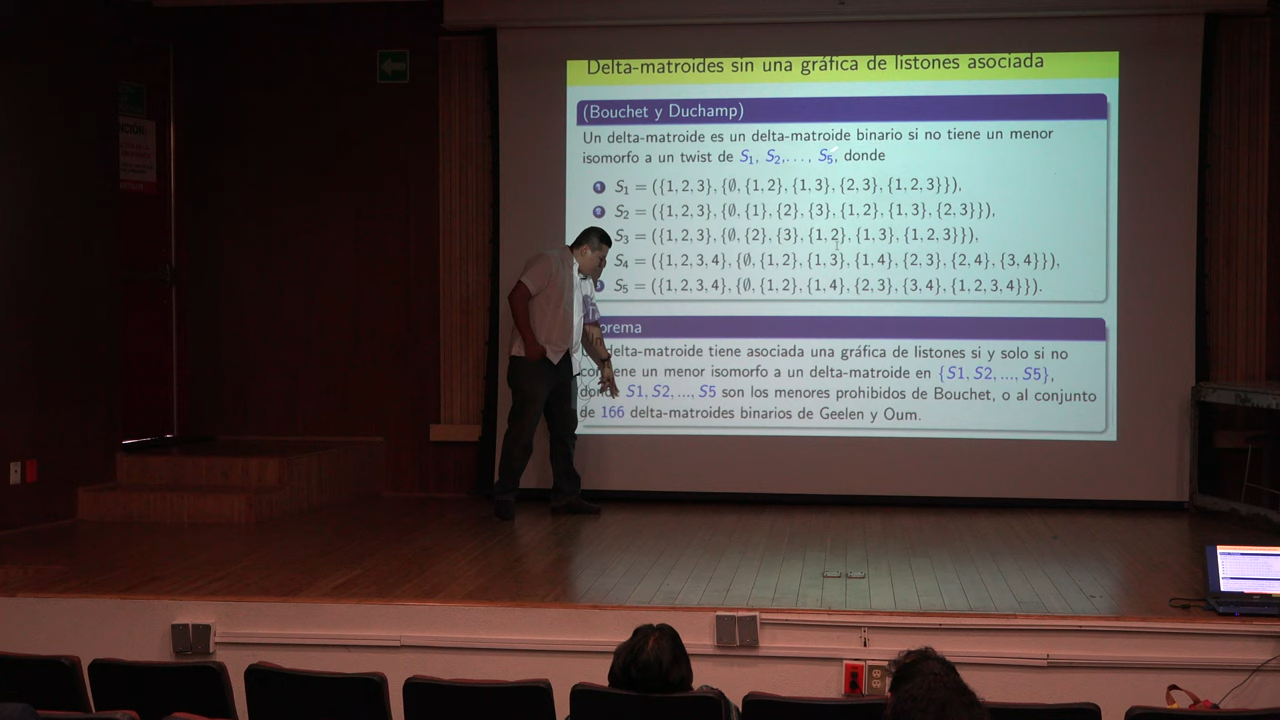 Delta-matroides sin una gráfica de listones asociada
(Bouchet y Duchamp)
Un delta-matroide es un delta-matroide binario si no tiene un menor
isomorfo a un twist de S₁, S₂,..., S₅, donde
1 S₁ = ({1, 2, 3}, {∅, {1, 2}, {1, 3}, {2, 3}, {1, 2, 3}}),
2 S₂ = ({1, 2, 3}, {∅, {1}, {2}, {3}, {1, 2}, {1, 3}, {2, 3}}),
S₃ = ({1, 2, 3}, {∅, {2}, {3}, {1, 2}, {1, 3}, {1, 2, 3}}),
S₄ = ({1, 2, 3, 4}, {∅, {1, 2}, {1, 3}, {1, 4}, {2, 3}, {2, 4}, {3, 4}}),
S₅ = ({1, 2, 3, 4}, {∅, {1, 2}, {1, 4}, {2, 3}, {3, 4}, {1, 2, 3, 4}}).
orema
delta-matroide tiene asociada una gráfica de listones si y solo si no
ene un menor isomorfo a un delta-matroide en {S1, S2, ..., S5},
S1, S2, ..., S5 son los menores prohibidos de Bouchet, o al conjunto
de 166 delta-matroides binarios de Geelen y Oum.